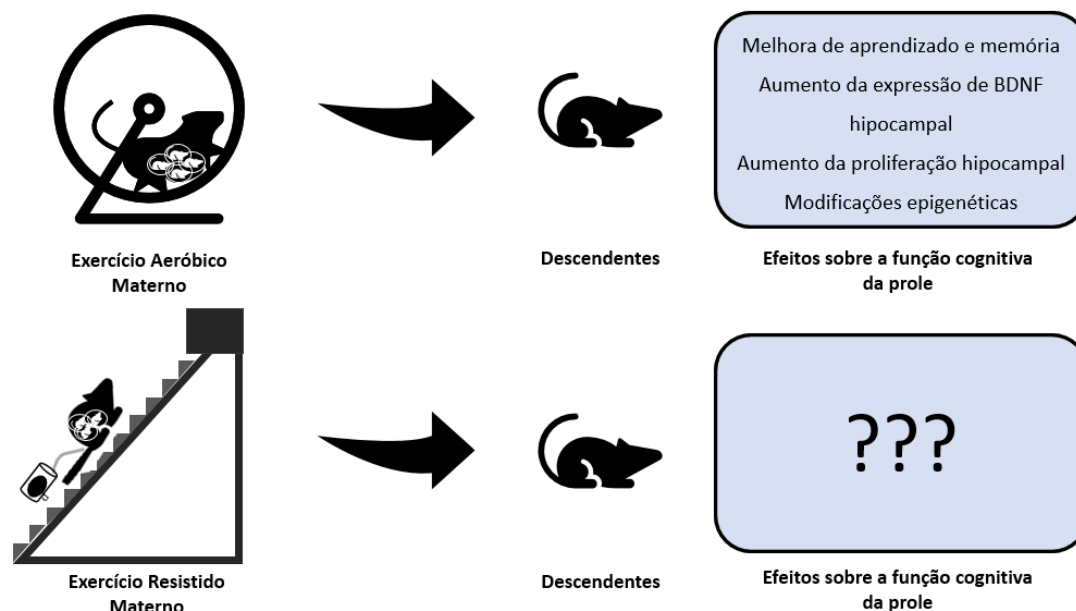 Melhora de aprendizado e memória
Aumento da expressão de BDNF
hipocampal
Aumento da proliferação hipocampal
Modificações epigenéticas
Exercício Aeróbico
Materno
Descendentes
Efeitos sobre a função cognitiva
da prole
???
Exercício Resistido
Materno
Descendentes
Efeitos sobre a função cognitiva
da prole